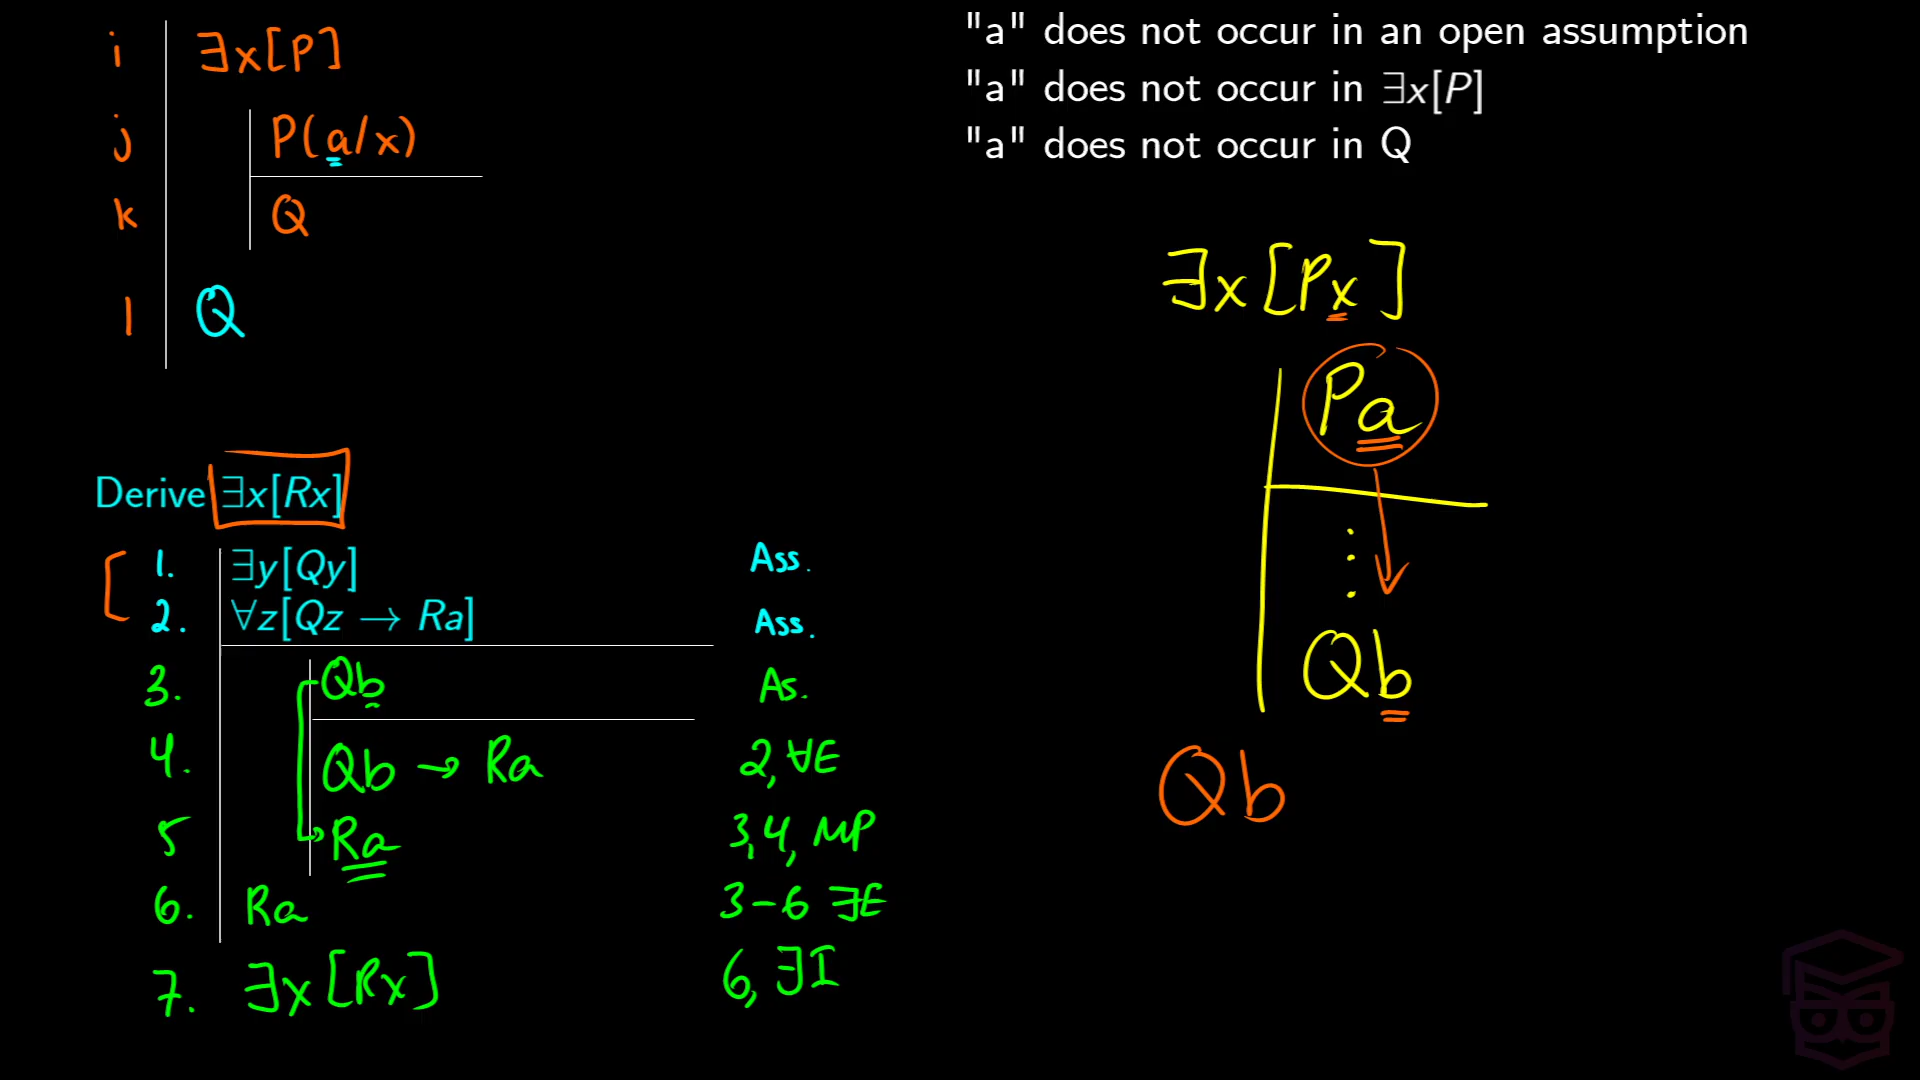 i ∃x[P]
j P(a/x)
k Q
l Q
"a" does not occur in an open assumption
"a" does not occur in ∃x[P]
"a" does not occur in Q
∃x[Px]
Pa
⋮
Qb
Qb
Derive ∃x[Rx]
1. ∃y[Qy] Ass.
2. ∀z[Qz → Ra] Ass.
3. Qb As.
4. Qb → Ra 2, ∀E
5 Ra 3,4, MP
6. Ra 3-6 ∃E
7. ∃x[Rx] 6, ∃I